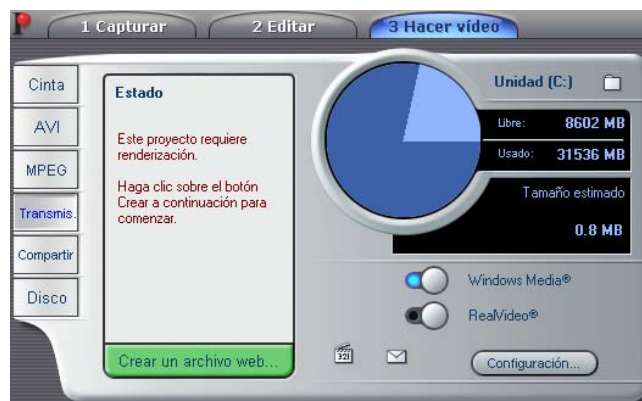 1 Capturar
2 Editar
3 Hacer vídeo
Cinta
AVI
MPEG
Transmis.
Compartir
Disco
Estado
Este proyecto requiere
renderización.
Haga clic sobre el botón
Crear a continuación para
comenzar.
Crear un archivo web...
Unidad (C:)
Libre: 8602 MB
Usado: 31536 MB
Tamaño estimado
0.8 MB
Windows Media®
RealVideo®
321
Configuración...